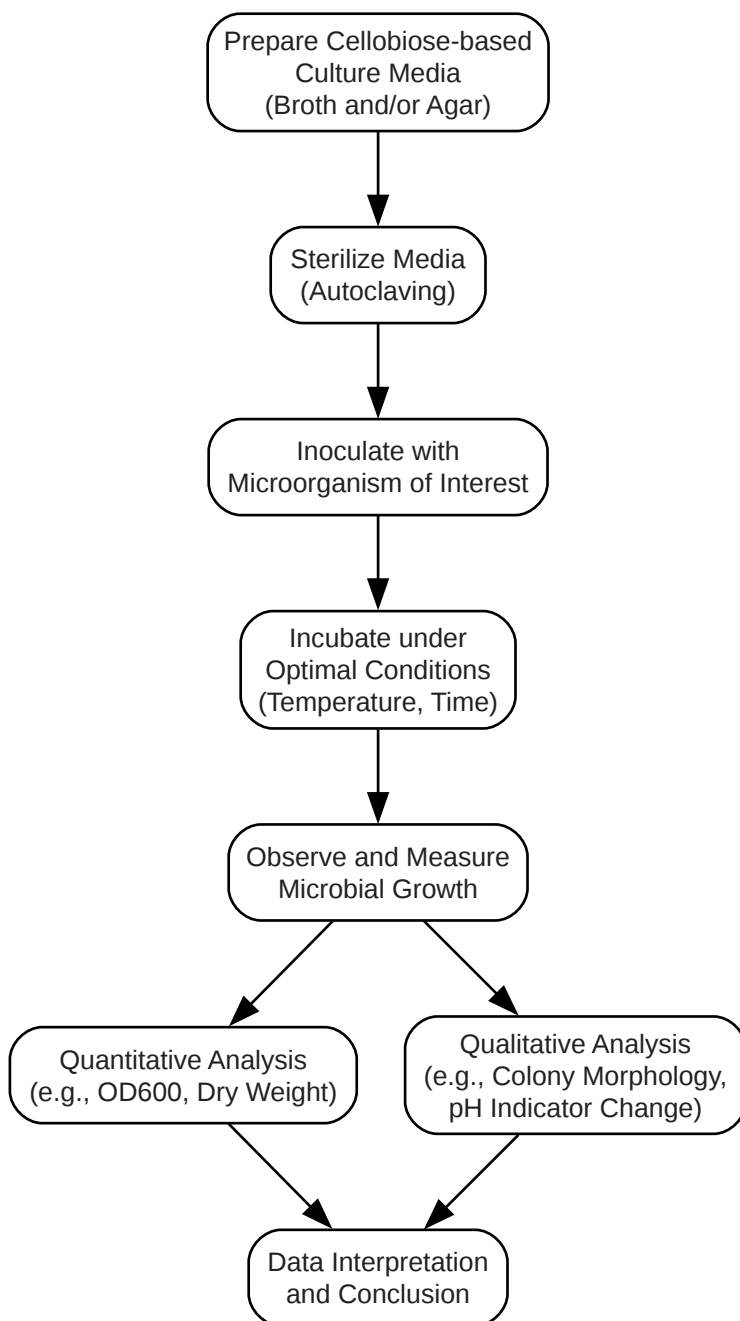 Prepare Cellobiose-based
Culture Media
(Broth and/or Agar)
Sterilize Media
(Autoclaving)
Inoculate with
Microorganism of Interest
Incubate under
Optimal Conditions
(Temperature, Time)
Observe and Measure
Microbial Growth
Quantitative Analysis
(e.g., OD600, Dry Weight)
Qualitative Analysis
(e.g., Colony Morphology,
pH Indicator Change)
Data Interpretation
and Conclusion